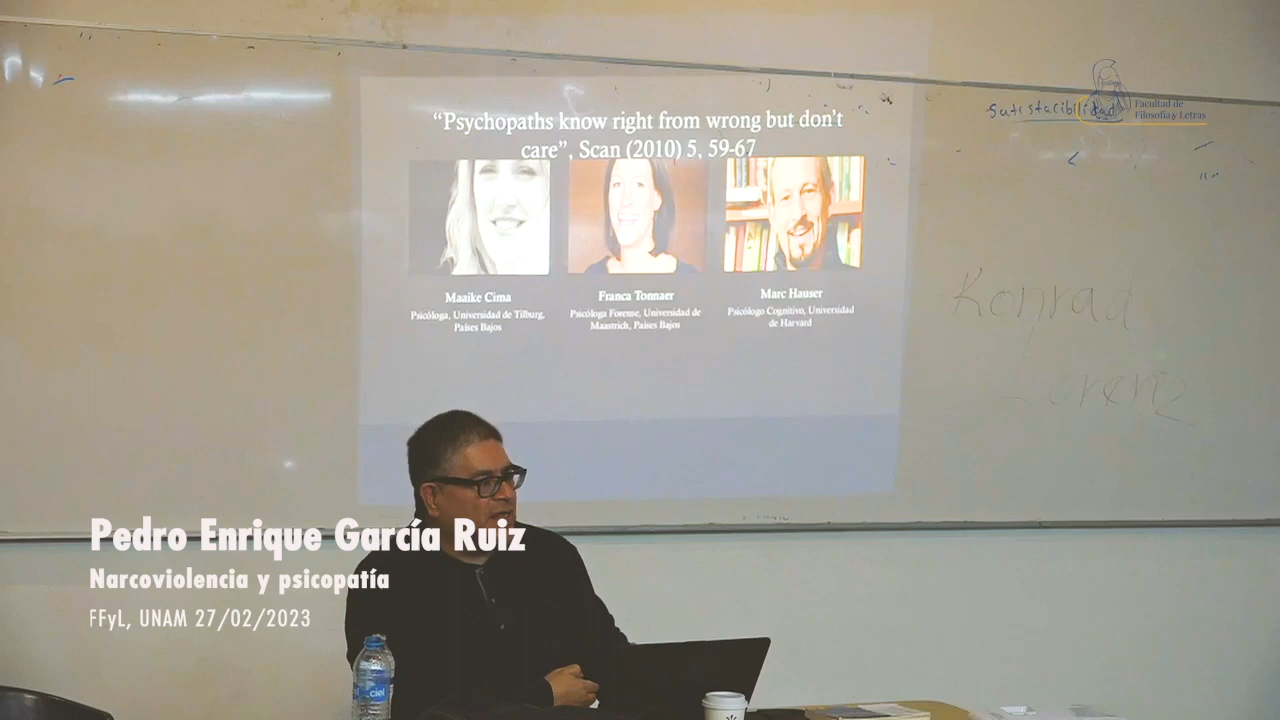 “Psychopaths know right from wrong but don’t
care”, Scan (2010) 5, 59-67
Maaike Cima
Psicóloga, Universidad de Tilburg,
Países Bajos
Franca Tonnaer
Psicóloga Forense, Universidad de
Maastrich, Países Bajos
Marc Hauser
Psicólogo Cognitivo, Universidad
de Harvard
Facultad de
Filosofía y Letras
Konrad
Lorenz
Pedro Enrique García Ruiz
Narcoviolencia y psicopatía
FFyL, UNAM 27/02/2023
ciel